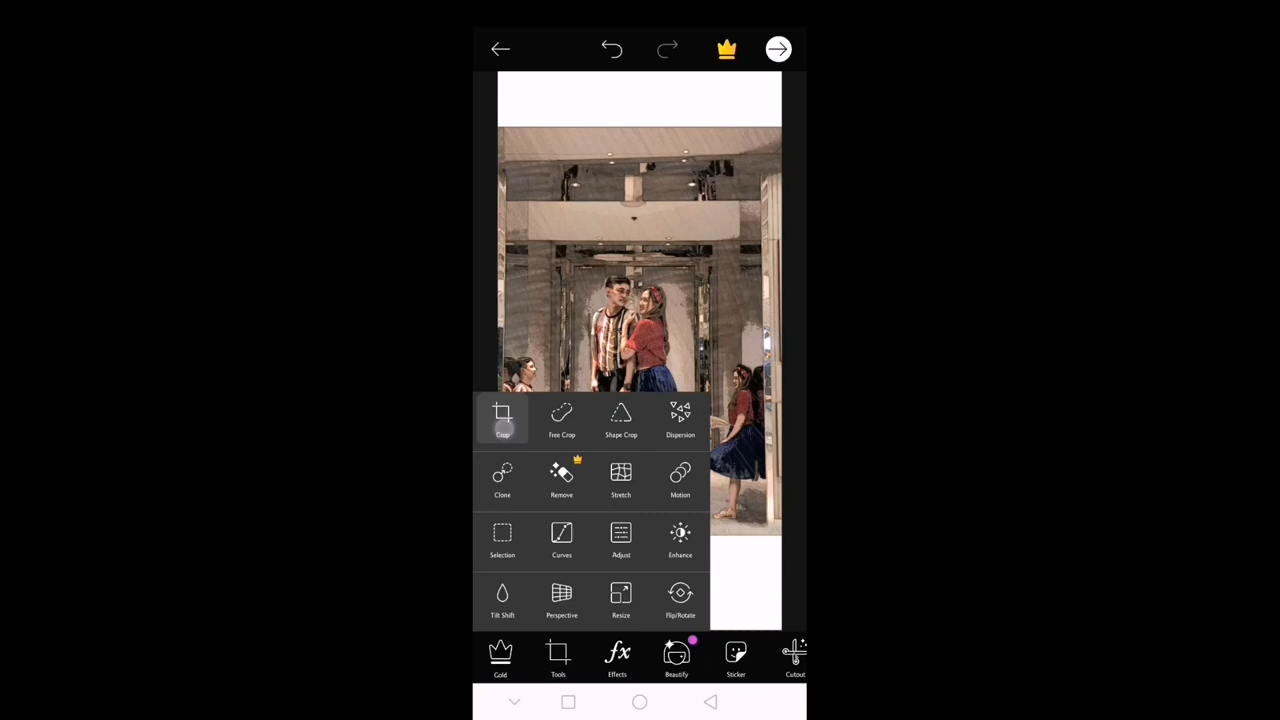 Crop Free Crop Shape Crop Dispersion
Clone Remove Stretch Motion
Selection Curves Adjust Enhance
Tilt Shift Perspective Resize Flip/Rotate
Gold Tools fx Effects Beautify Sticker Cutout